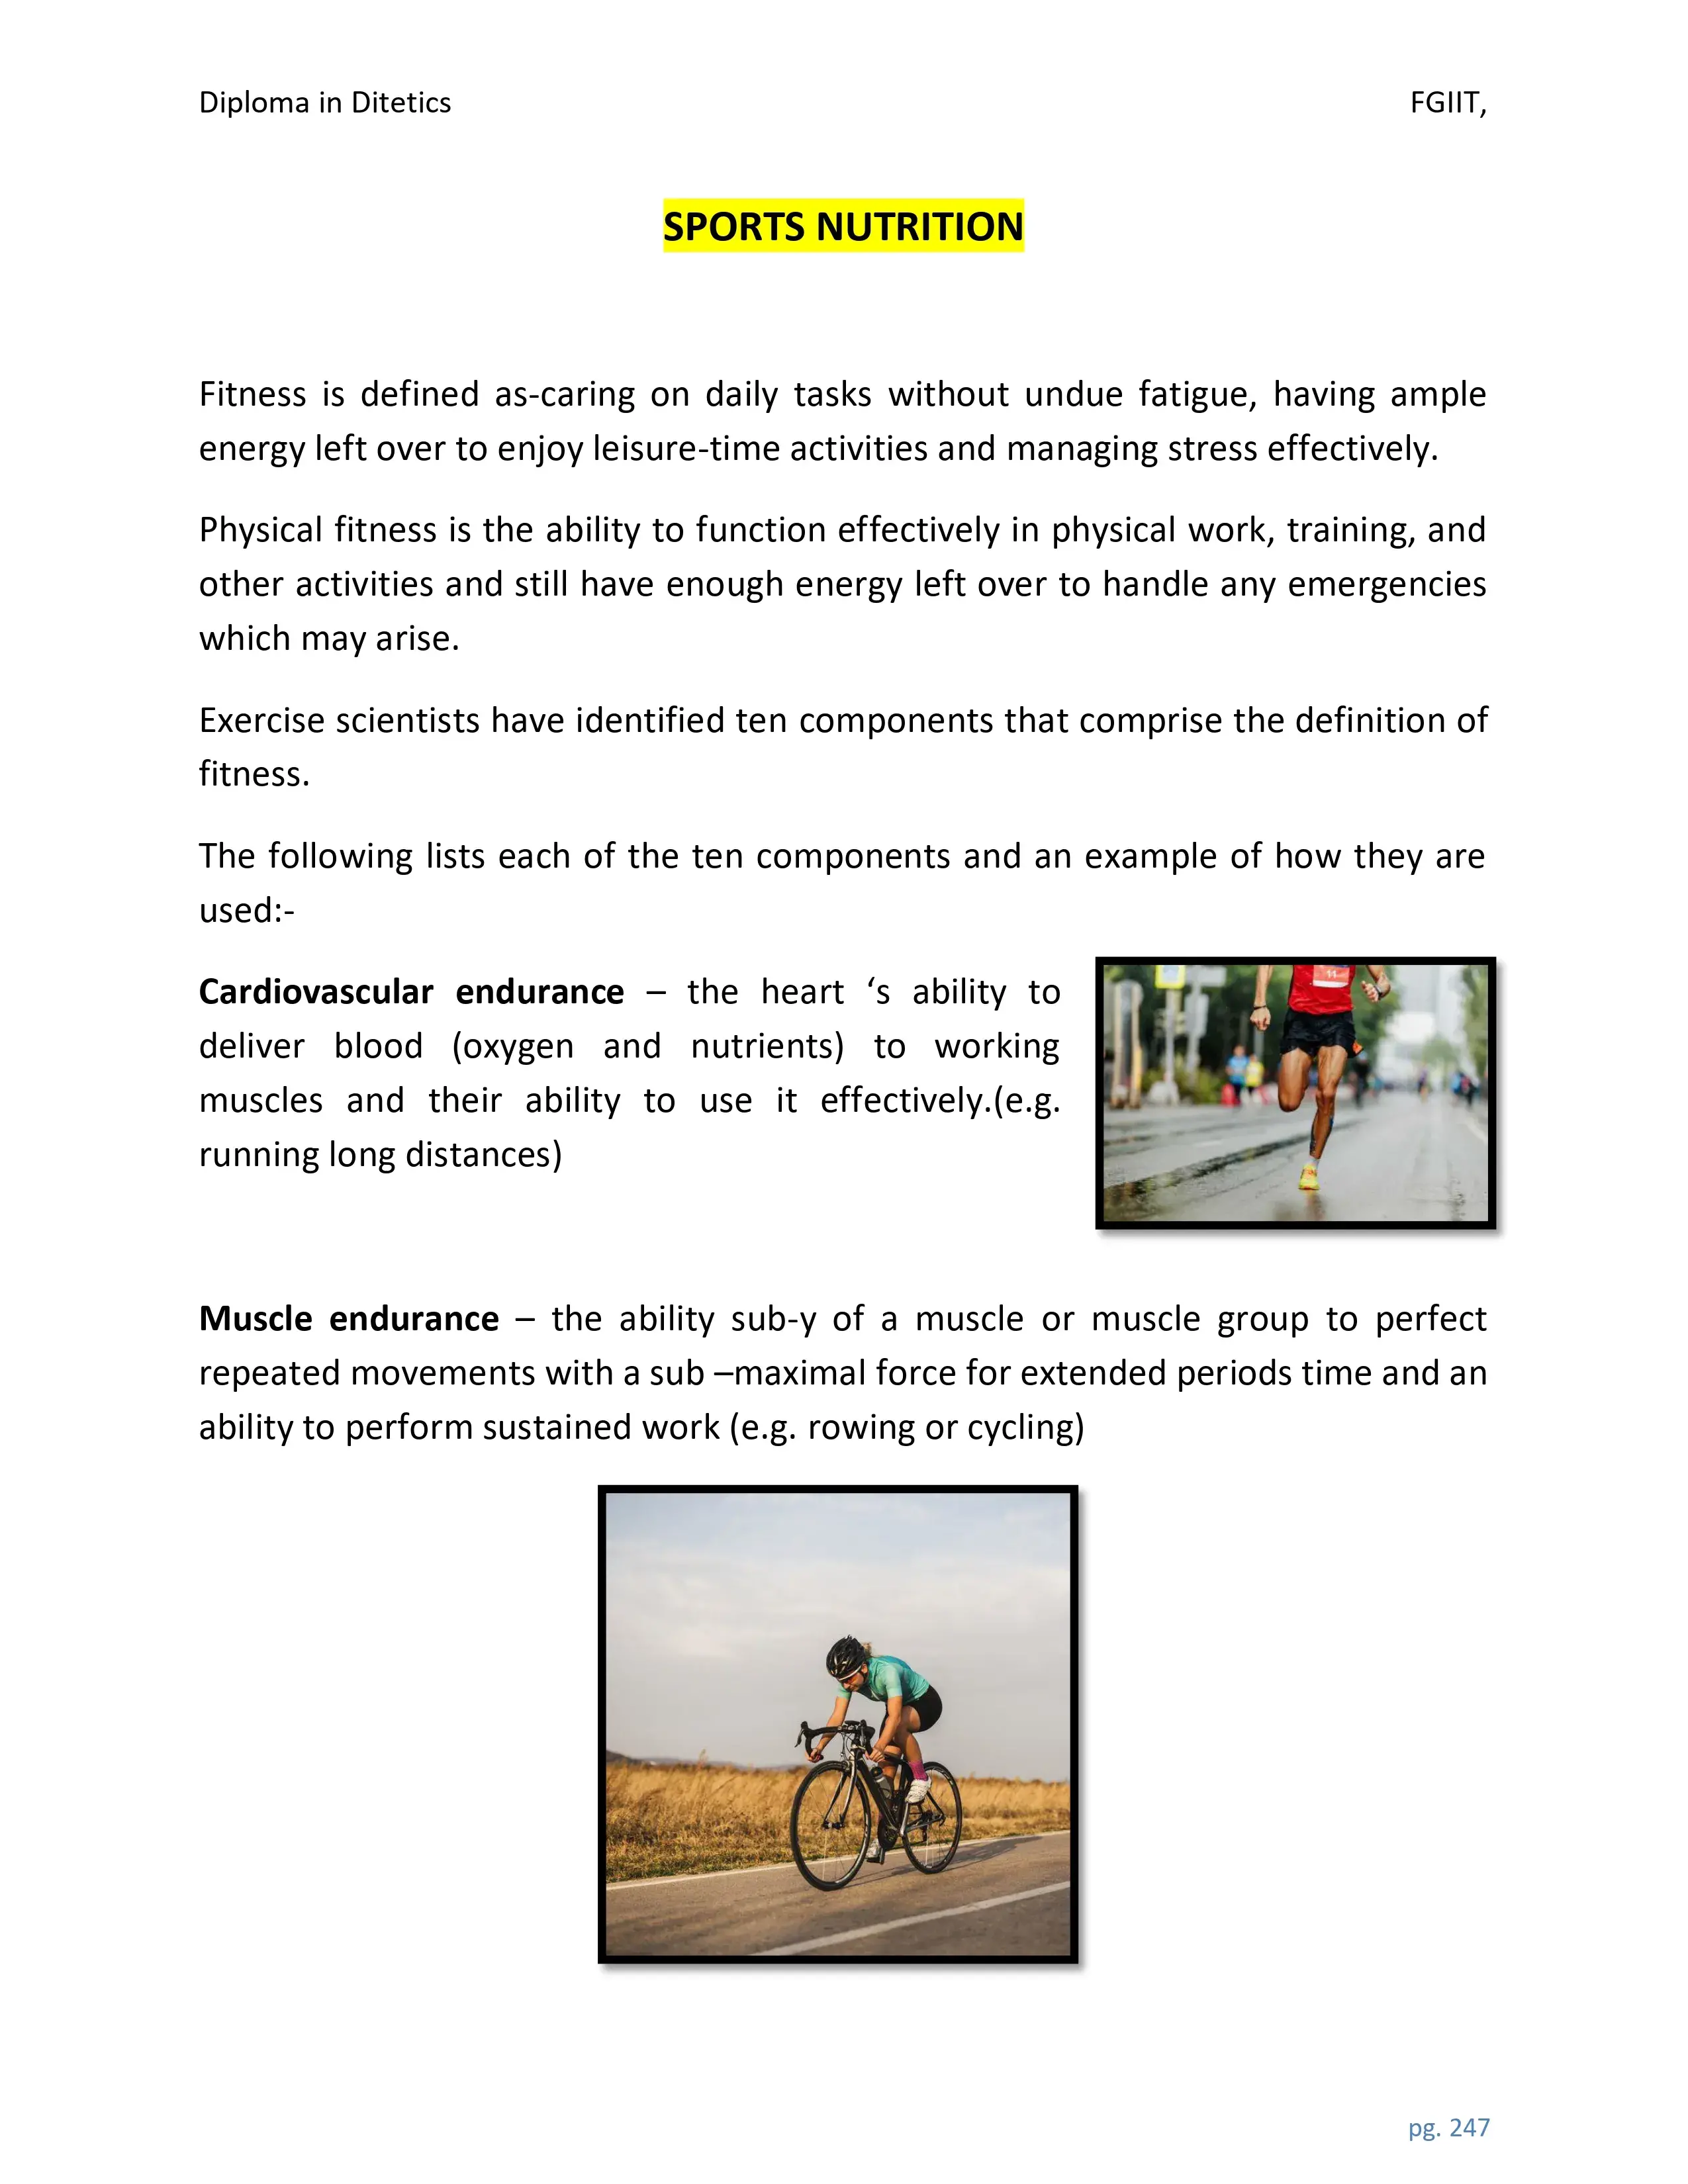 Diploma in Ditetics FGIIT,
SPORTS NUTRITION
Fitness is defined as-caring on daily tasks without undue fatigue, having ample
energy left over to enjoy leisure-time activities and managing stress effectively.
Physical fitness is the ability to function effectively in physical work, training, and
other activities and still have enough energy left over to handle any emergencies
which may arise.
Exercise scientists have identified ten components that comprise the definition of
fitness.
The following lists each of the ten components and an example of how they are
used:-
Cardiovascular endurance – the heart ‘s ability to
deliver blood (oxygen and nutrients) to working
muscles and their ability to use it effectively.(e.g.
running long distances)
11
Muscle endurance – the ability sub-y of a muscle or muscle group to perfect
repeated movements with a sub –maximal force for extended periods time and an
ability to perform sustained work (e.g. rowing or cycling)
pg. 247